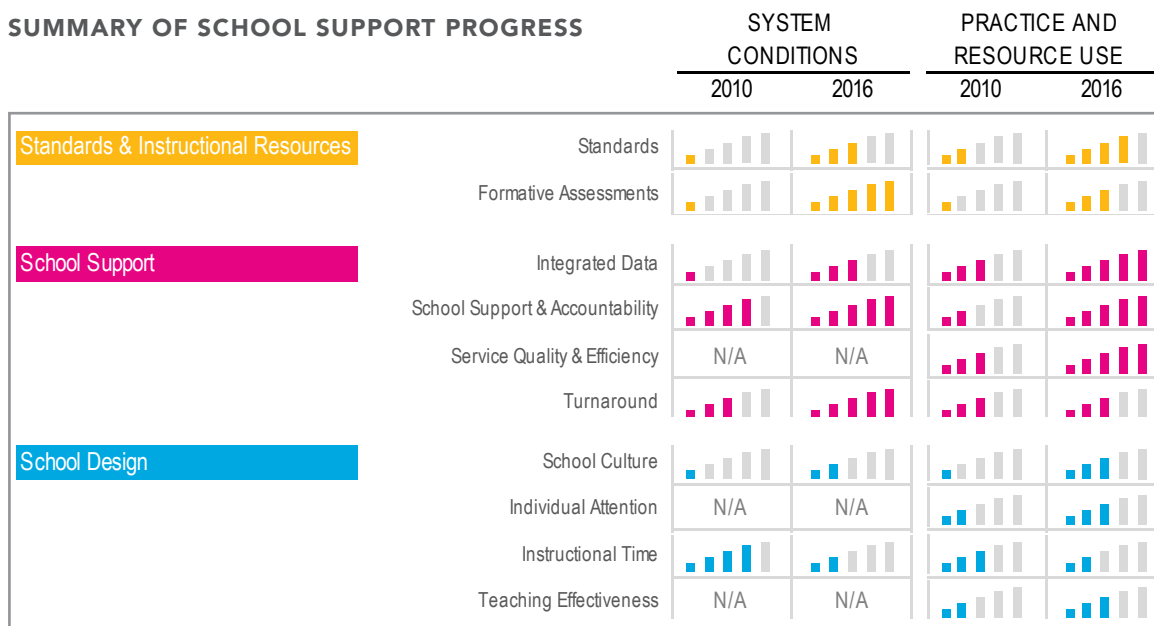 SUMMARY OF SCHOOL SUPPORT PROGRESS
SYSTEM
CONDITIONS
PRACTICE AND
RESOURCE USE
2010 2016 2010 2016
Standards & Instructional Resources Standards
Formative Assessments
School Support Integrated Data
School Support & Accountability
Service Quality & Efficiency N/A N/A
Turnaround
School Design School Culture
Individual Attention N/A N/A
Instructional Time
Teaching Effectiveness N/A N/A